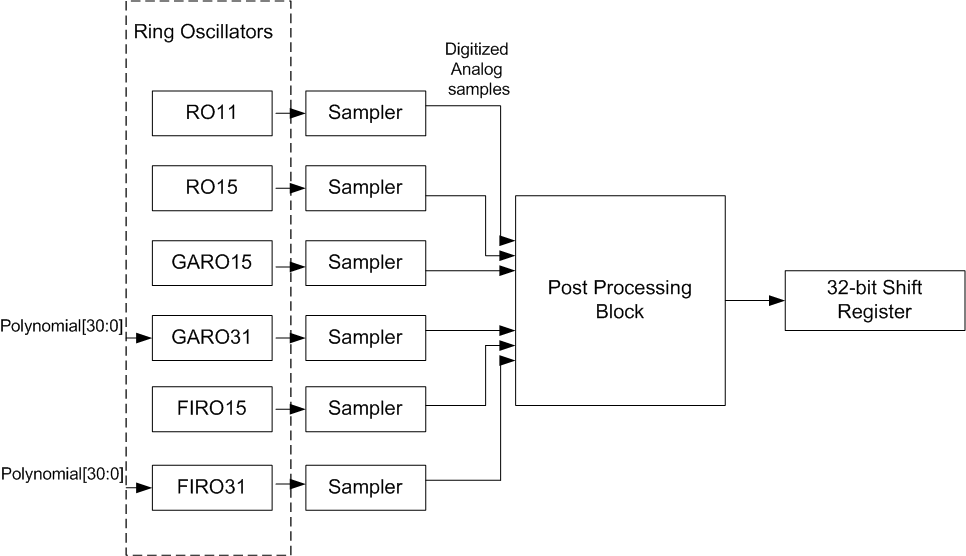 Ring Oscillators
Digitized
Analog
samples
RO11
Sampler
RO15
Sampler
GARO15
Sampler
Post Processing
Block
32-bit Shift
Register
Polynomial[30:0]
GARO31
Sampler
FIRO15
Sampler
Polynomial[30:0]
FIRO31
Sampler